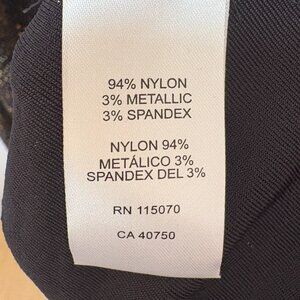 94% NYLON
3% METALLIC
3% SPANDEX
NYLON 94%
METÁLICO 3%
SPANDEX DEL 3%
RN 115070
CA 40750